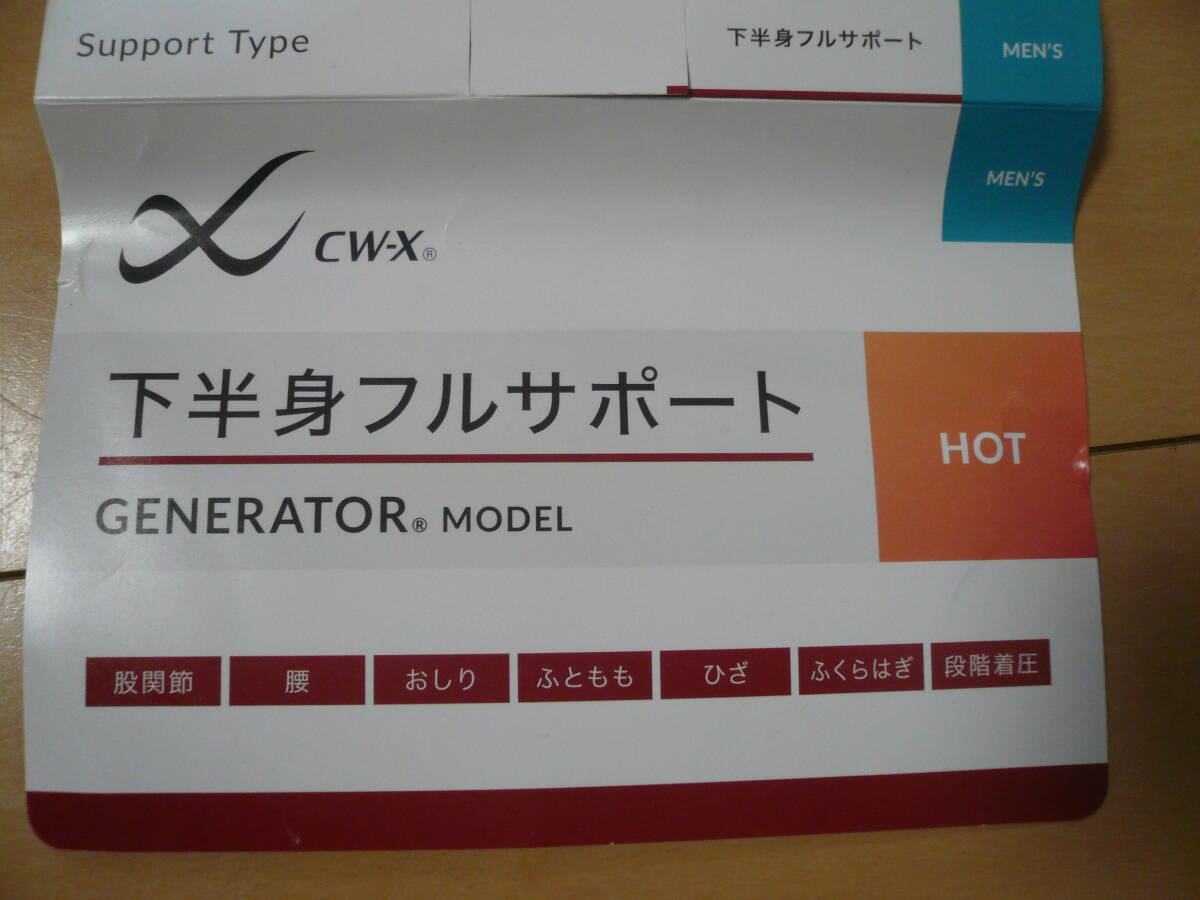 Support Type
下半身フルサポート
MEN'S
MEN'S
CW-X®
下半身フルサポート
HOT
GENERATOR® MODEL
股関節 腰 おしり ふともも ひざ ふくらはぎ 段階着圧